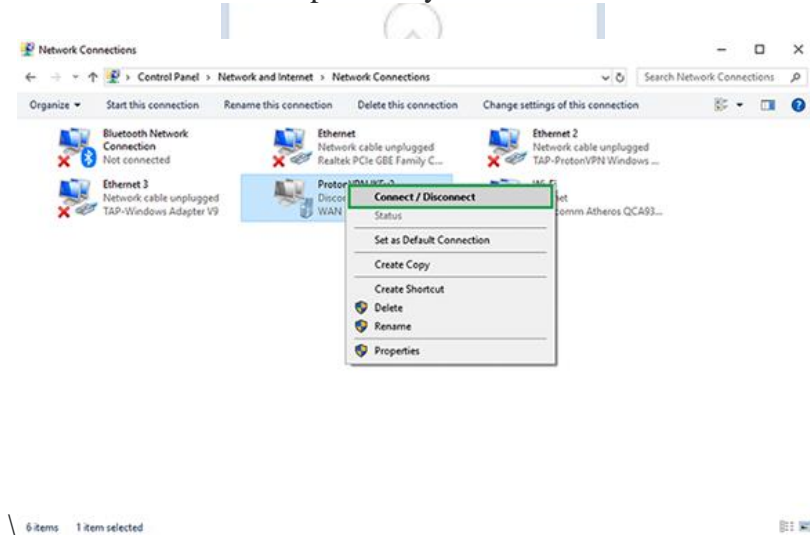 Network Connections
Control Panel › Network and Internet › Network Connections
Search Network Connections
Organize
Start this connection
Rename this connection
Delete this connection
Change settings of this connection
Bluetooth Network
Connection
Not connected
Ethernet
Network cable unplugged
Realtek PCIe GBE Family C...
Ethernet 2
Network cable unplugged
TAP-ProtonVPN Windows ...
Ethernet 3
Network cable unplugged
TAP-Windows Adapter V9
WAN
Connect / Disconnect
Status
Set as Default Connection
Create Copy
Create Shortcut
Delete
Rename
Properties
Atheros QCA93...
\ 6 items 1 item selected